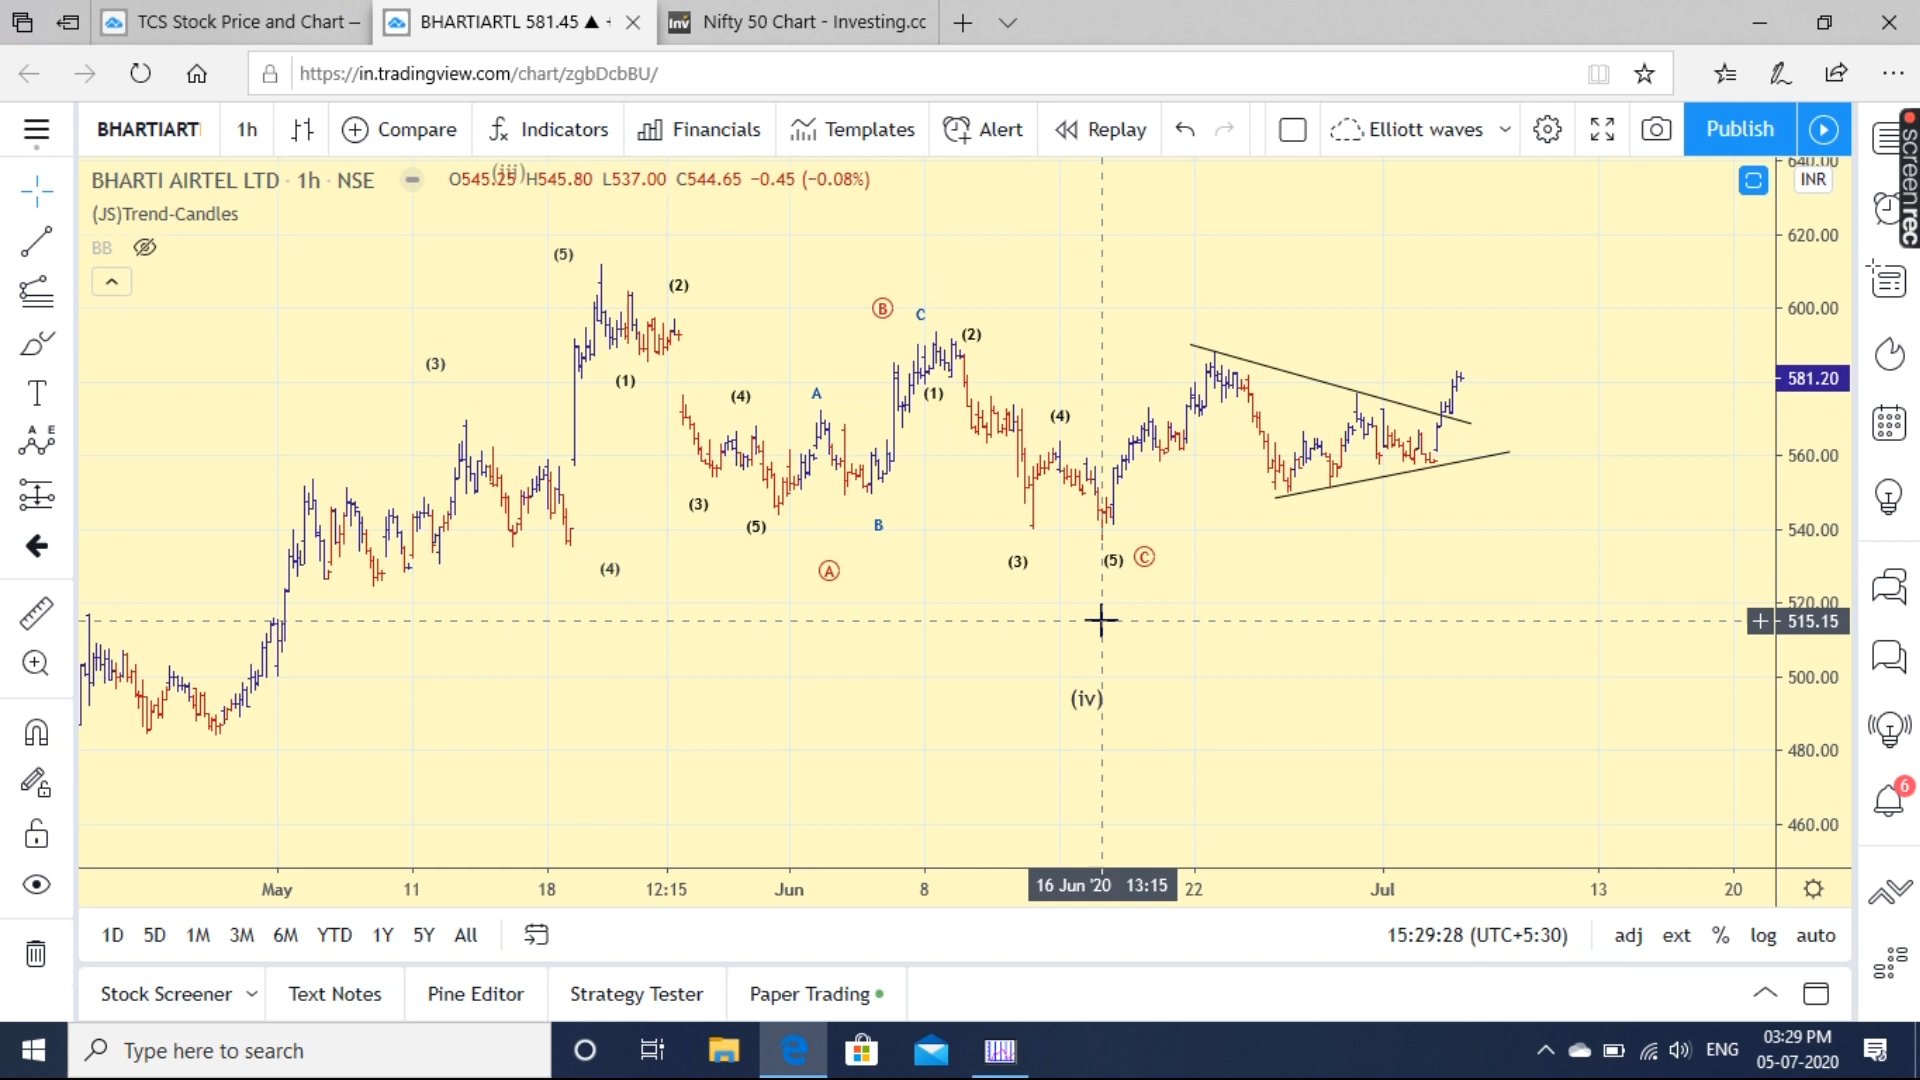 TCS Stock Price and Chart —
BHARTIARTL 581.45 ▲
Nifty 50 Chart - Investing.cc
https://in.tradingview.com/chart/zgbDcbBU/
BHARTIARTI
1h
Compare
Indicators
Financials
Templates
Alert
Replay
Elliott waves
Publish
BHARTI AIRTEL LTD · 1h · NSE
O545.25 H545.80 L537.00 C544.65 −0.45 (−0.08%)
(iii)
(JS)Trend-Candles
BB
INR
screenrec
640.00
620.00
600.00
581.20
560.00
540.00
520.00
515.15
500.00
480.00
460.00
(5)
(2)
(3)
(1)
(4)
(3)
(5)
(4)
A
B
A
B
C
(2)
(1)
(4)
(3)
(5)
C
(iv)
May
11
18
12:15
Jun
8
16 Jun '20 13:15
22
Jul
13
20
1D 5D 1M 3M 6M YTD 1Y 5Y All
15:29:28 (UTC+5:30)
adj ext % log auto
Stock Screener
Text Notes
Pine Editor
Strategy Tester
Paper Trading
6
Type here to search
ENG
03:29 PM
05-07-2020